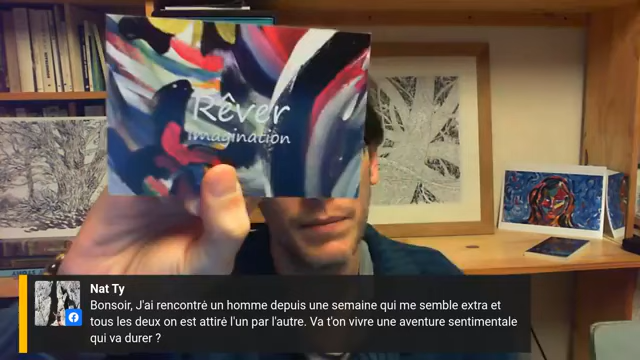 Rêver
imagination
Nat Ty
Bonsoir, J'ai rencontré un homme depuis une semaine qui me semble extra et
tous les deux on est attiré l'un par l'autre. Va t'on vivre une aventure sentimentale
qui va durer ?